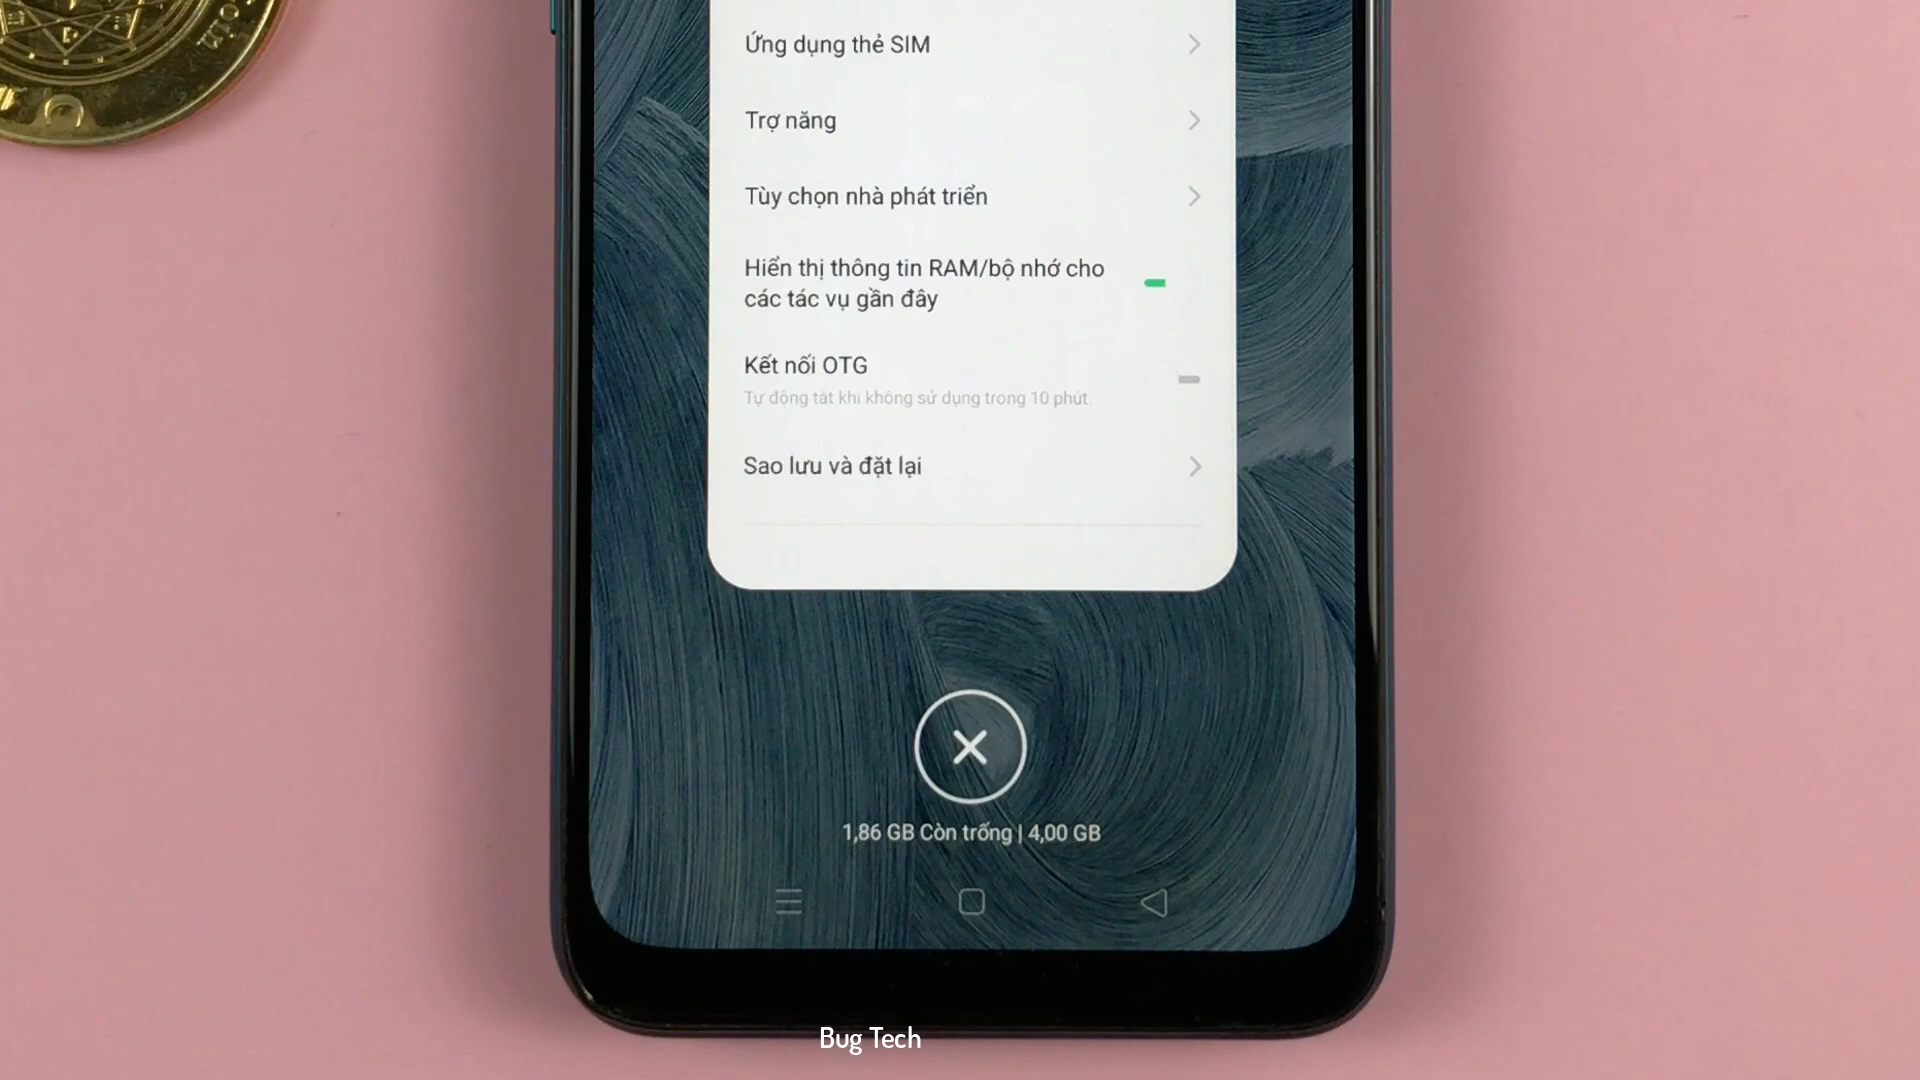 Ứng dụng thẻ SIM
Trợ năng
Tùy chọn nhà phát triển
Hiển thị thông tin RAM/bộ nhớ cho
các tác vụ gần đây
Kết nối OTG
Tự động tắt khi không sử dụng trong 10 phút.
Sao lưu và đặt lại
1,86 GB Còn trống | 4,00 GB
Bug Tech